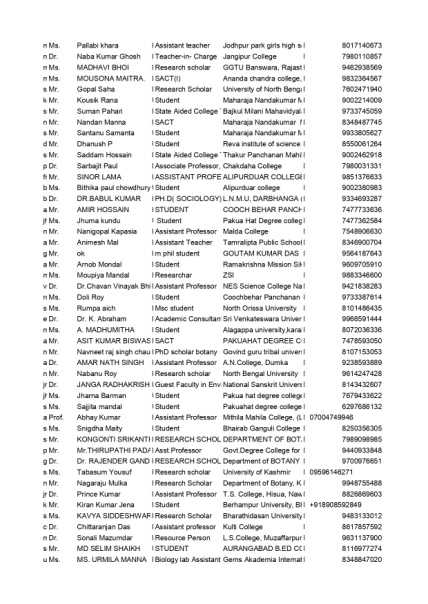 n Ms. Pallabi khara I Assistant teacher Jodhpur park girls high s I 8017140673
n Dr. Naba Kumar Ghosh I Teacher-in- Charge Jangipur College I 7980110857
n Ms. MADHAVI BHOI I Research scholar GGTU Banswara, Rajast I 9462938569
n Ms. MOUSONA MAITRA. I SACT(I) Ananda chandra college, I 9832364567
s Mr. Gopal Saha I Research Scholar University of North Benga I 7602471940
k Mr. Kousik Rana I Student Maharaja Nandakumar M I 9002214009
s Mr. Suman Pahari I State Aided College Bajkul Milani Mahavidyal I 9733745059
n Mr. Nandan Manna I SACT Maharaja Nandakumar I 8348487745
s Mr. Santanu Samanta I Student Maharaja Nandakumar M I 9933805627
d Mr. Dhanush P I Student Reva institute of science I 8550061264
s Mr. Saddam Hossain I State Aided College Thakur Panchanan Mahil I 9002462918
p Dr. Sarbajit Paul I Associate Professor, Chakdaha College I 7980031331
fr Mr. SINOR LAMA I ASSISTANT PROFE ALIPURDUAR COLLEG I 9851376633
b Ms. Bithika paul chowdhury I Student Alipurduar college I 9002380983
b Dr. DR.BABUL KUMAR I PH.D( SOCIOLOGY) L.N.M.U, DARBHANGA ( I 9334693287
a Mr. AMIR HOSSAIN I STUDENT COOCH BEHAR PANCH I 7477733636
jf Ms. Jhuma kundu I Student Pakua Hat Degree colleg I 7477362584
n Mr. Nanigopal Kapasia I Assistant Professor Malda College I 7548906630
a Mr. Animesh Mal I Assistant Teacher Tamralipta Public School I 8346900704
g Mr. ok I m phil student GOUTAM KUMAR DAS I 9564187643
a Mr. Arnob Mondal I Student Ramakrishna Mission Si I 9609705910
n Ms. Moupiya Mandal I Researchar ZSI I 9883346600
v Dr. Dr.Chavan Vinayak Bhi I Assistant Professor NES Science College Na I 9421838283
n Ms. Doli Roy I Student Coochbehar Panchanan I 9733387614
s Ms. Rumpa aich I Msc student North Orissa University I 8101486435
e Dr. Dr. K. Abraham I Academic Consultan Sri Venkateswara Univer I 9966591444
n Ms. A. MADHUMITHA I Student Alagappa university,karai I 8072036336
a Mr. ASIT KUMAR BISWAS I SACT PAKUAHAT DEGREE C I 7478593050
n Mr. Navneet raj singh chau I PhD scholar botany Govind guru tribal univer I 8107153053
a Dr. AMAR NATH SINGH I Assistant Professor A.N.College, Dumka I 9238593889
n Mr. Nabanu Roy I Research scholar North Bengal University I 9614247428
jr Dr. JANGA RADHAKRISH I Guest Faculty in Env National Sanskrit Univers I 8143432607
jf Ms. Jharna Barman I Student Pakua hat degree college I 7679433622
s Ms. Sajjita mandal I Student Pakuahat degree college I 6297686132
a Prof. Abhay Kumar I Assistant Professor Mithila Mahila College, (L I 07004749946
s Ms. Snigdha Maity I Student Bhairab Ganguli College I 8250356305
s Mr. KONGONTI SRIKANTI I RESEARCH SCHOL DEPARTMENT OF BOT. I 7989098985
p Mr. Mr.THIRUPATHI PADA I Asst.Professor Govt.Degree College for I 9440933848
g Dr. Dr. RAJENDER GAND I RESEARCH SCHOL Department of BOTANY I 9700976651
s Ms. Tabasum Yousuf I Research scholar University of Kashmir I 09596146271
n Mr. Nagaraju Mulka I Research Scholar Department of Botany, K I 9948755488
jr Dr. Prince Kumar I Assistant Professor T.S. College, Hisua, Naw I 8826869603
k Mr. Kiran Kumar Jena I Student Berhampur University, B I +918908592849
s Ms. KAVYA SIDDESHWAR I Research scholar Bharathidasan University I 9483133012
c Dr. Chittaranjan Das I Assistant professor Kulti College I 8617857592
n Dr. Sonali Mazumdar I Resource Person L.S.College, Muzaffarpur I 9631137900
s Mr. MD SELIM SHAIKH I STUDENT AURANGABAD B.ED CO I 8116977274
u Ms. MS. URMILA MANNA I Biology lab Assistant Gems Akademia Internat I 8348847020